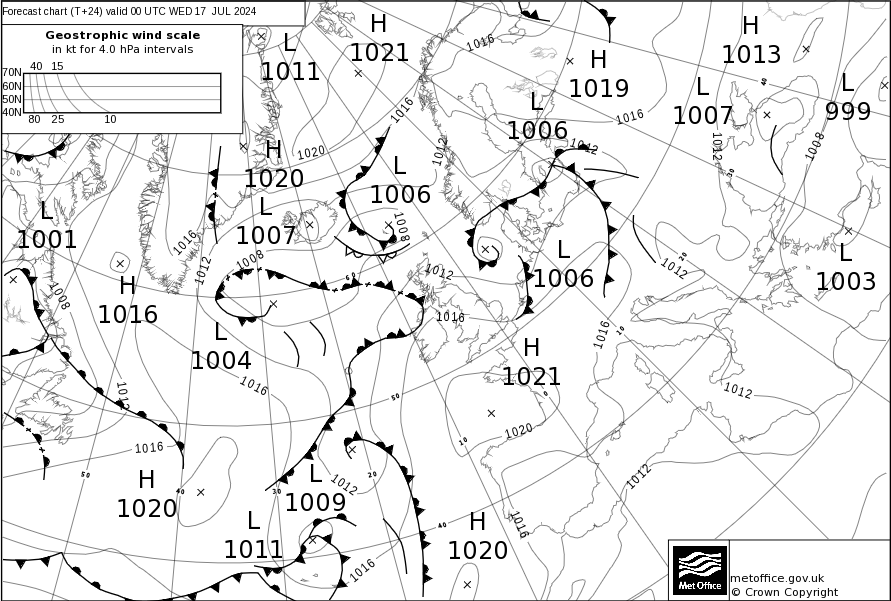 Forecast chart (T+24) valid 00 UTC WED 17 JUL 2024
Geostrophic wind scale
in kt for 4.0 hPa intervals
40 15
70N
60N
50N
40N
80 25 10
H
1021
L
1011
H
1013
H
1019
L
1007
L
999
L
1006
H
1020
L
1006
L
1007
L
1001
L
1006
L
1003
H
1016
L
1004
H
1021
H
1020
L
1009
L
1011
H
1020
1016
1016
1016
1012
1012
1012
1008
1020
1016
1012
1008
1008
1012
1012
1008
1016
1016
1012
1016
1012
1020
1016
1012
1012
1016
1016
40
30
20
10
0
10
60
50
50
40
30
20
40
metoffice.gov.uk
© Crown Copyright
Met Office